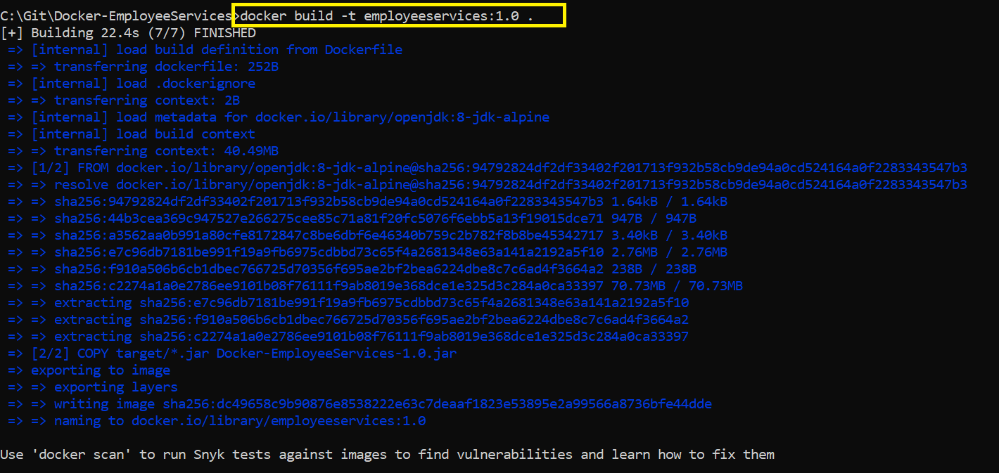 C:\Git\Docker-EmployeeServices>docker build -t employeeservices:1.0 .
[+] Building 22.4s (7/7) FINISHED
=> [internal] load build definition from Dockerfile
=> => transferring dockerfile: 252B
=> [internal] load .dockerignore
=> => transferring context: 2B
=> [internal] load metadata for docker.io/library/openjdk:8-jdk-alpine
=> [internal] load build context
=> => transferring context: 40.49MB
=> [1/2] FROM docker.io/library/openjdk:8-jdk-alpine@sha256:94792824df2df33402f201713f932b58cb9de94a0cd524164a0f2283343547b3
=> => resolve docker.io/library/openjdk:8-jdk-alpine@sha256:94792824df2df33402f201713f932b58cb9de94a0cd524164a0f2283343547b3
=> => sha256:94792824df2df33402f201713f932b58cb9de94a0cd524164a0f2283343547b3 1.64kB / 1.64kB
=> => sha256:44b3cea369c947527e266275cee85c71a81f20fc5076f6ebb5a13f19015dce71 947B / 947B
=> => sha256:a3562aa0b991a80cfe8172847c8be6dbf6e46340b759c2b782f8b8be45342717 3.40kB / 3.40kB
=> => sha256:e7c96db7181be991f19a9fb6975cdbbd73c65f4a2681348e63a141a2192a5f10 2.76MB / 2.76MB
=> => sha256:f910a506b6cb1dbec766725d70356f695ae2bf2bea6224dbe8c7c6ad4f3664a2 238B / 238B
=> => sha256:c2274a1a0e2786ee9101b08f76111f9ab8019e368dce1e325d3c284a0ca33397 70.73MB / 70.73MB
=> => extracting sha256:e7c96db7181be991f19a9fb6975cdbbd73c65f4a2681348e63a141a2192a5f10
=> => extracting sha256:f910a506b6cb1dbec766725d70356f695ae2bf2bea6224dbe8c7c6ad4f3664a2
=> => extracting sha256:c2274a1a0e2786ee9101b08f76111f9ab8019e368dce1e325d3c284a0ca33397
=> [2/2] COPY target/*.jar Docker-EmployeeServices-1.0.jar
=> exporting to image
=> => exporting layers
=> => writing image sha256:dc49658c9b90876e8538222e63c7deaaf1823e53895e2a99566a8736bfe44dde
=> => naming to docker.io/library/employeeservices:1.0
Use 'docker scan' to run Snyk tests against images to find vulnerabilities and learn how to fix them